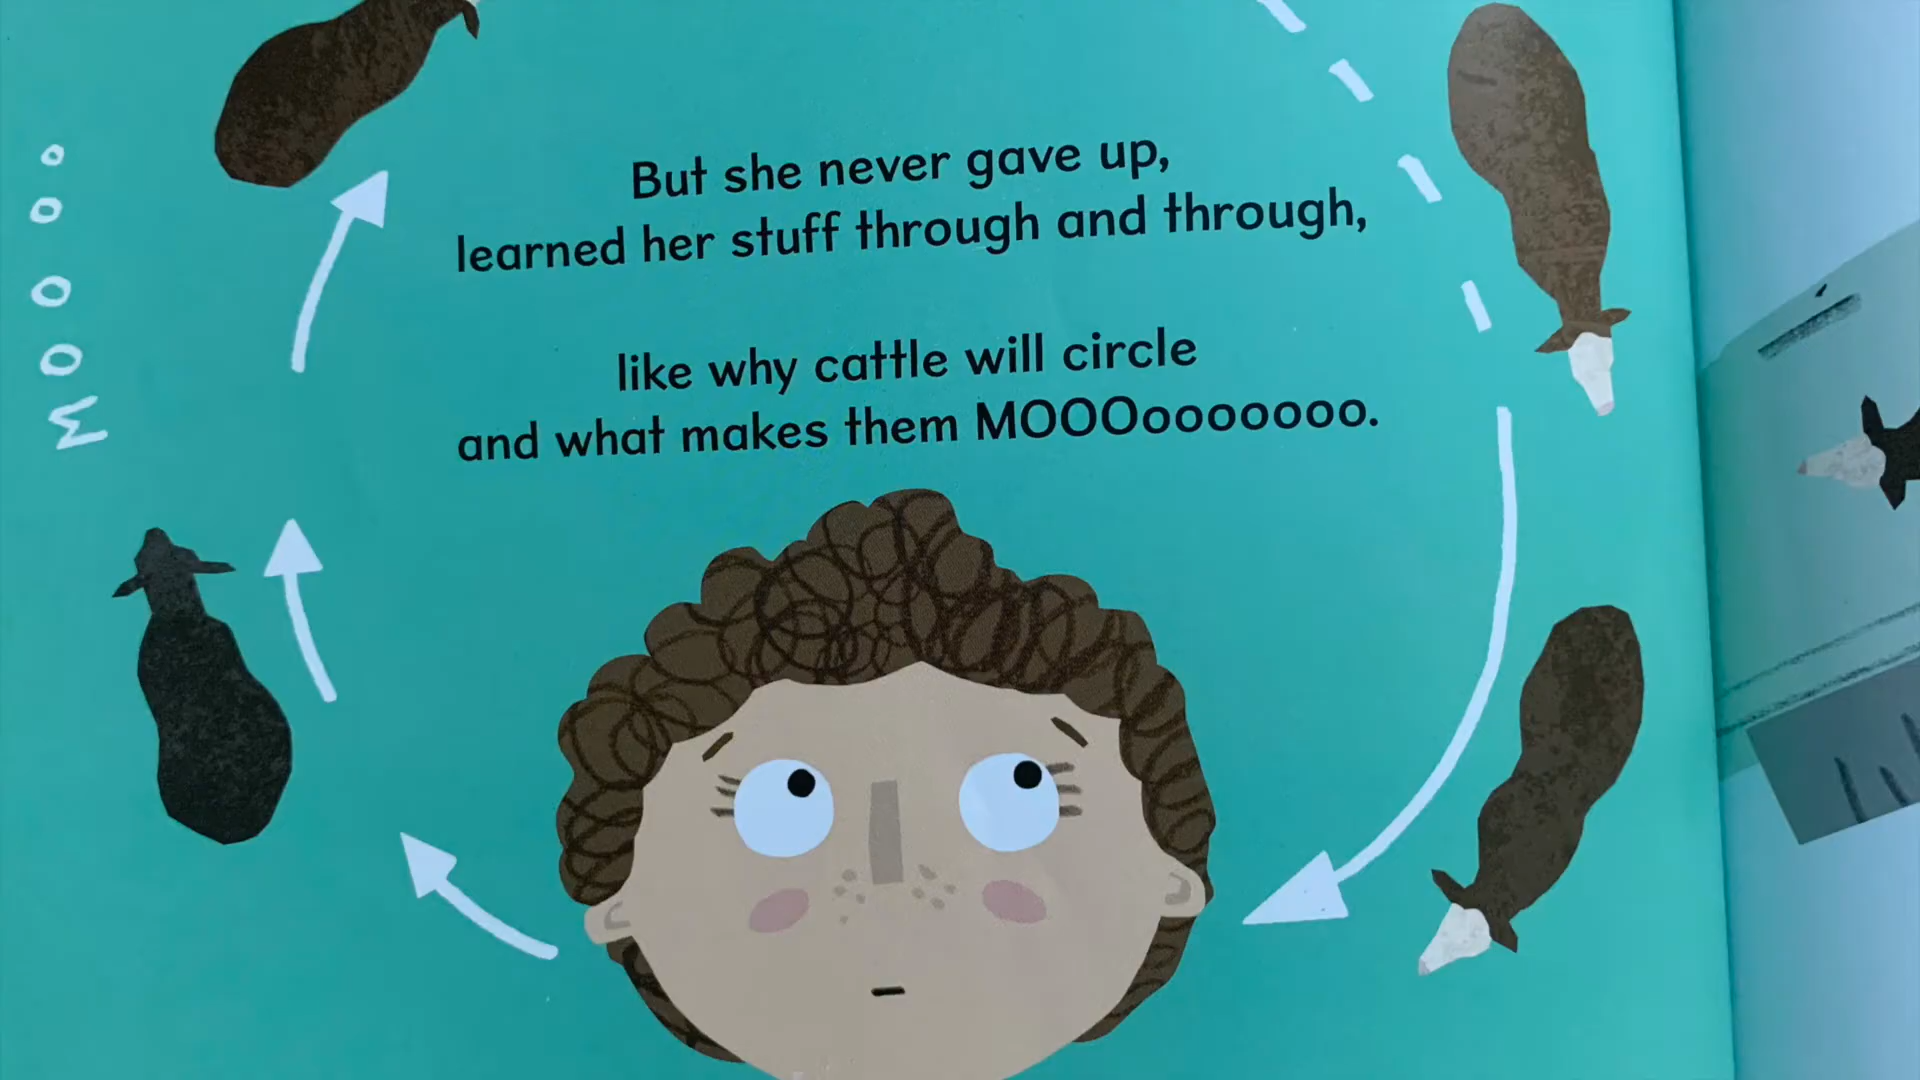 But she never gave up,
learned her stuff through and through,
like why cattle will circle
and what makes them MOOOooooooo.
Mooooo